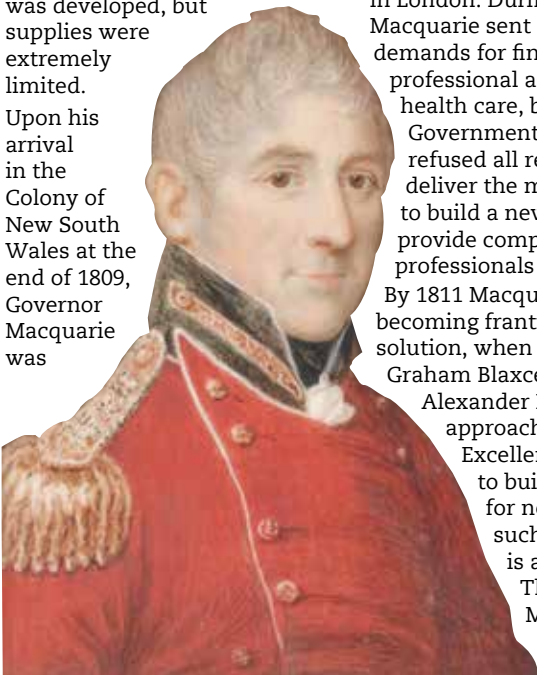 was developed, but
supplies were
extremely
limited.
Upon his
arrival
in the
Colony of
New South
Wales at the
end of 1809,
Governor
Macquarie
was
in London. Durin
Macquarie sent
demands for fin
professional a
health care, b
Government
refused all re
deliver the m
to build a nev
provide comp
professionals
By 1811 Macqu
becoming frant
solution, when
Graham Blaxce
Alexander
approach
Excellen
to buil
for no
such
is a
Th
M